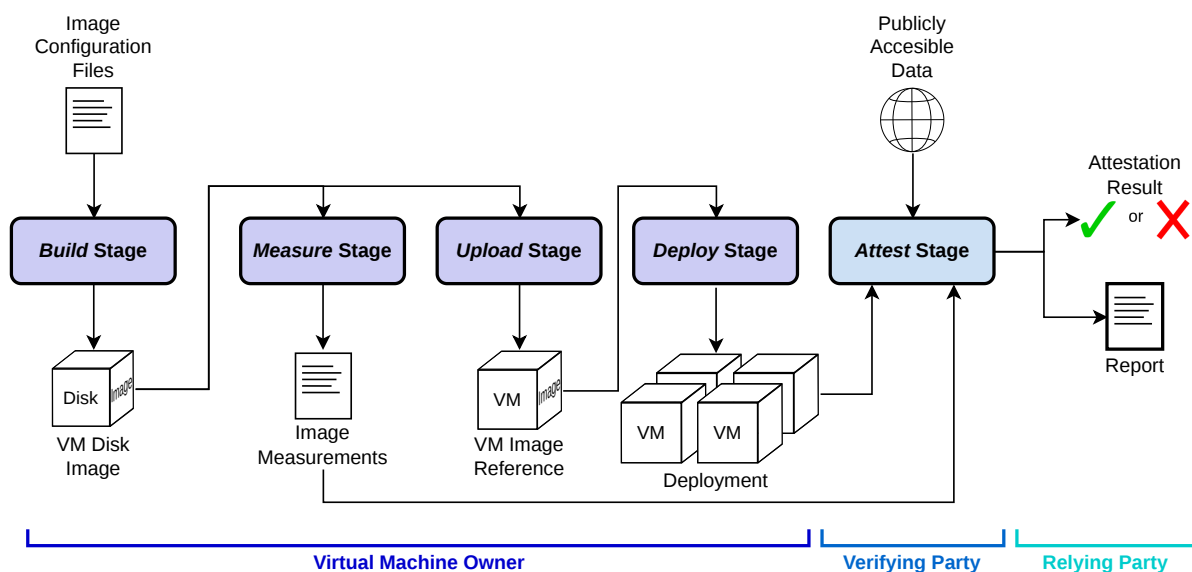 Image
Configuration
Files
Publicly
Accesible
Data
Attestation
Result
or
Build Stage
Measure Stage
Upload Stage
Deploy Stage
Attest Stage
Disk
Image
VM Disk
Image
Image
Measurements
VM
Image
VM Image
Reference
VM
VM
Deployment
Report
Virtual Machine Owner
Verifying Party
Relying Party